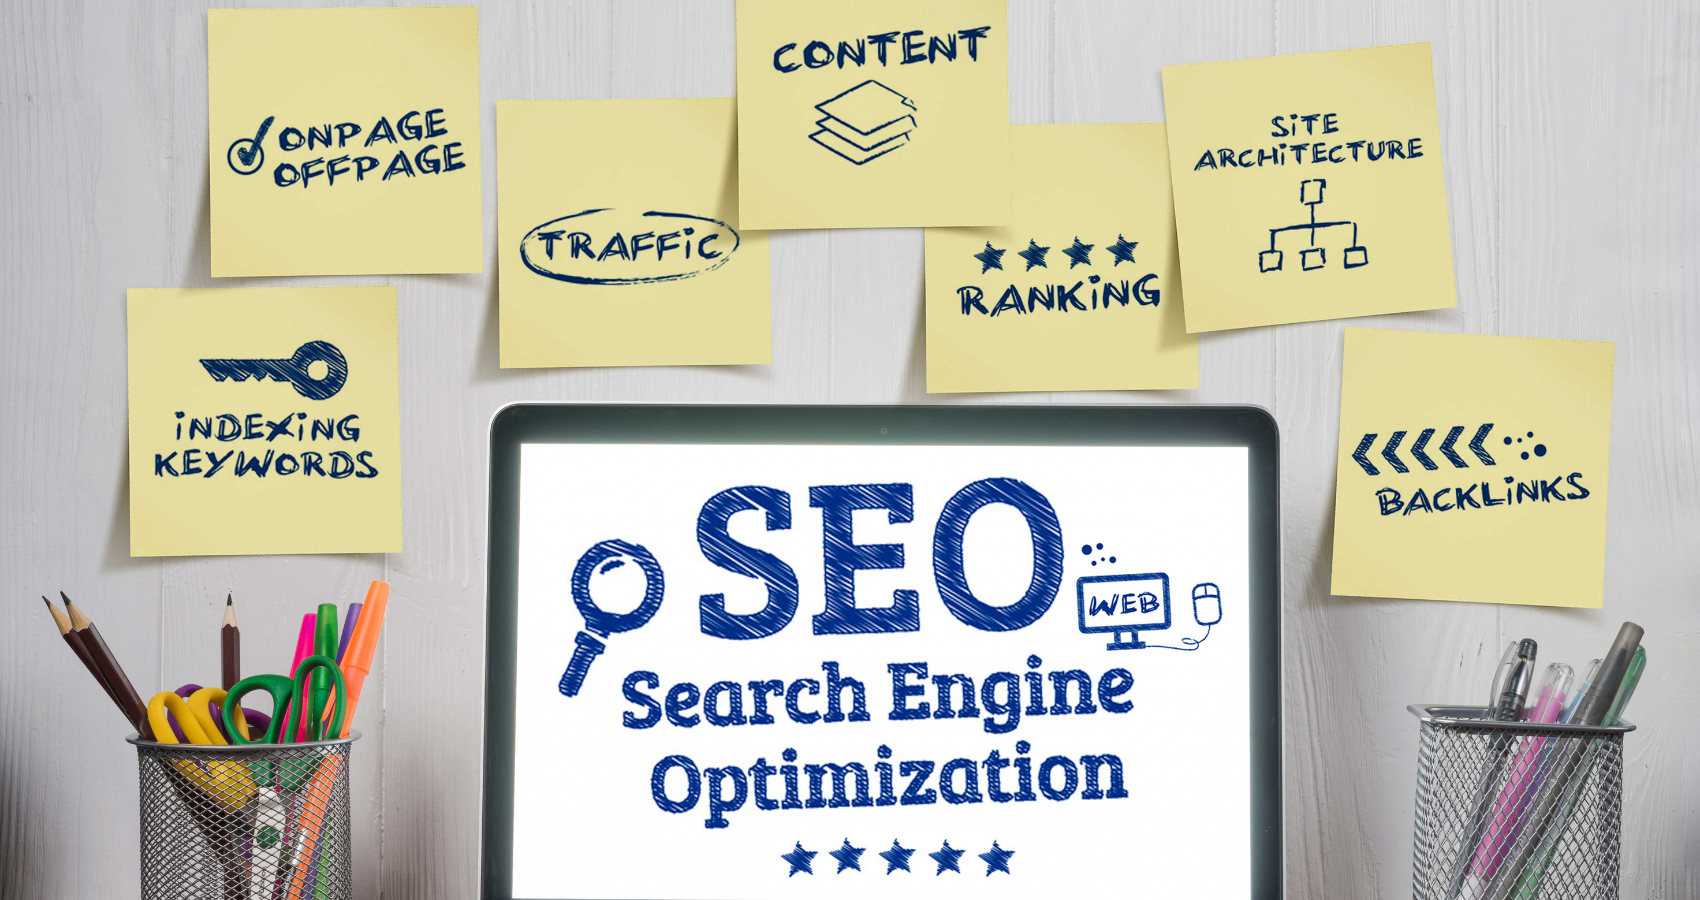 ONPAGE
OFFPAGE
TRAFFiC
CONTENT
RANKiNG
SiTE
ARCHiTECTURE
iNDEXiNG
KEYWORDS
BACKLiNKS
SEO
WEB
Search Engine
Optimization